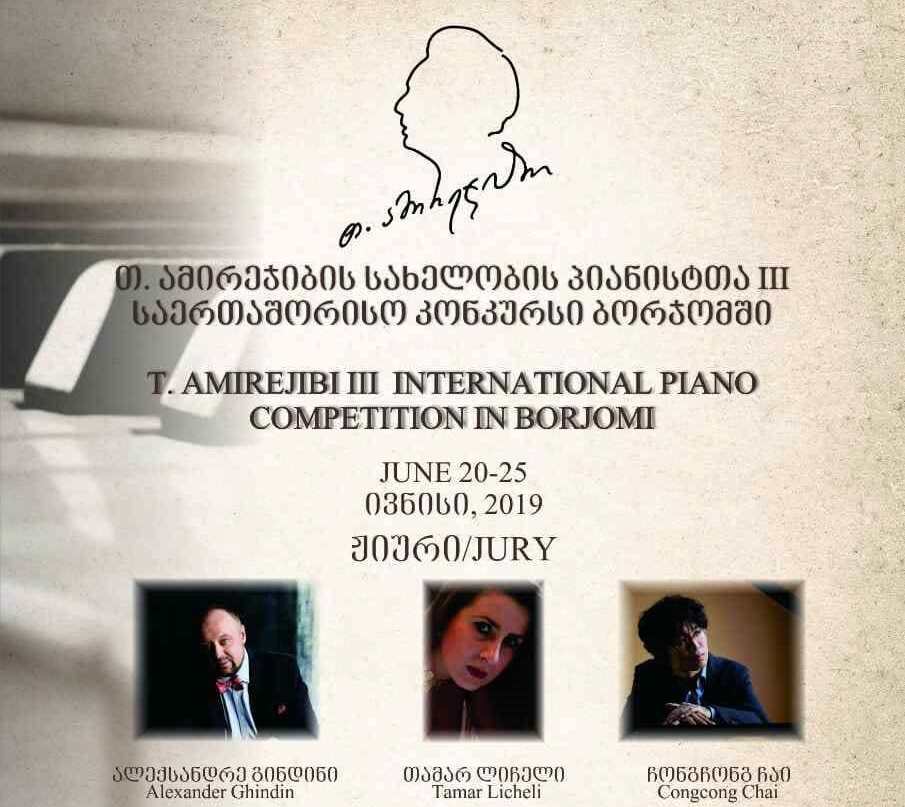 თ. ამირეჯიბი
თ. ამირეჯიბის სახელობის პიანისტთა III
საერთაშორისო კონკურსი ბორჯომში
T. AMIREJIBI III INTERNATIONAL PIANO
COMPETITION IN BORJOMI
JUNE 20-25
ივნისი, 2019
ჟიური/JURY
ალექსანდრე გინდინი
Alexander Ghindin
თამარ ლიჩელი
Tamar Licheli
ჩონგჩონგ ჩაი
Congcong Chai